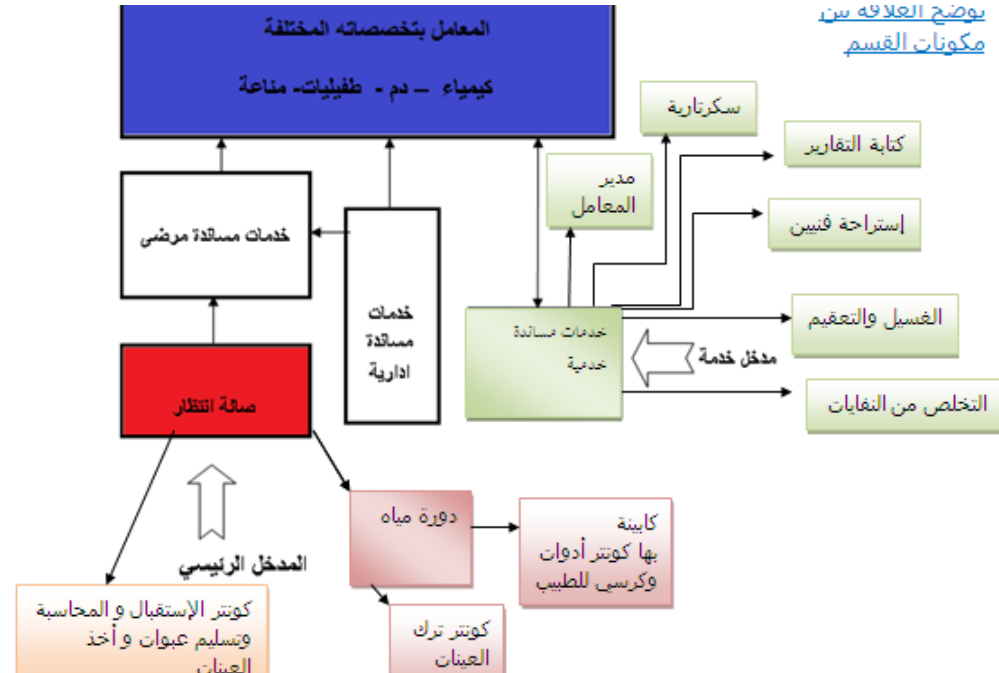 توضح العلاقة بين
مكونات القسم
المعامل بتخصصاته المختلفة
كيمياء – دم - طفيليات- مناعة
سكرتارية
كتابة التقارير
مدير
المعامل
إستراحة فنيين
خدمات مساندة مرضى
خدمات
مساندة
ادارية
خدمات مساندة
خدمية
مدخل خدمة
الغسيل والتعقيم
التخلص من النفايات
صالة انتظار
المدخل الرئيسي
دورة مياه
كابينة
بها كونتر أدوات
وكرسي للطبيب
كونتر الإستقبال و المحاسبة
وتسليم عبوات و أخذ
العينات
كونتر ترك
العينات